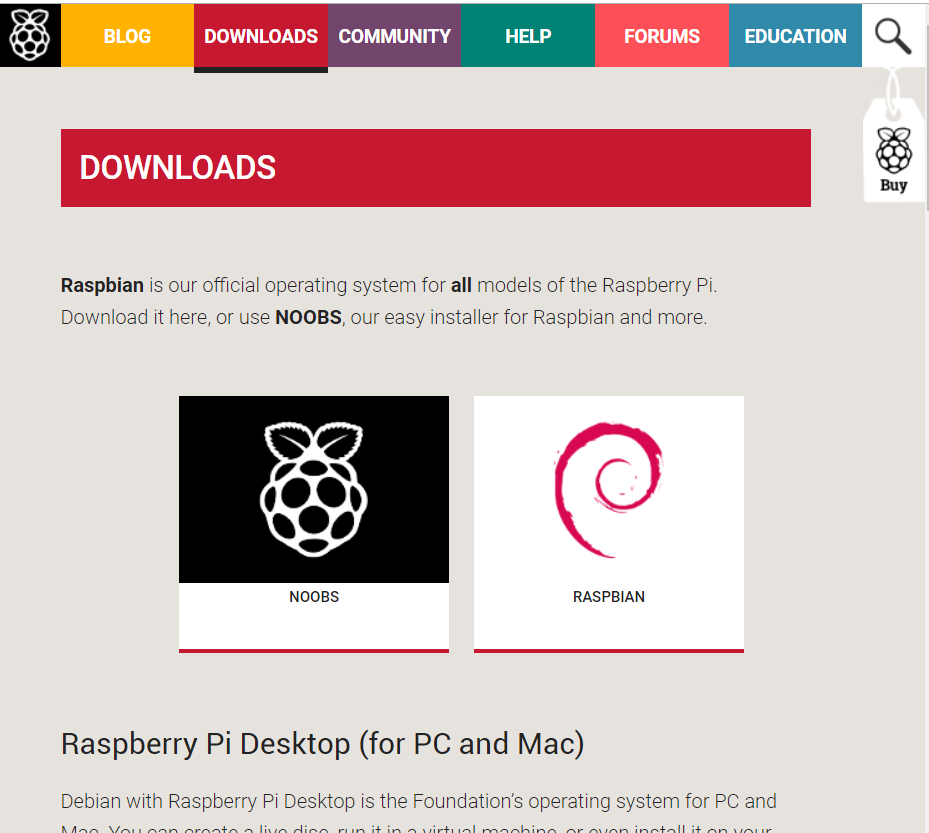 BLOG DOWNLOADS COMMUNITY HELP FORUMS EDUCATION
Buy
DOWNLOADS
Raspbian is our official operating system for all models of the Raspberry Pi.
Download it here, or use NOOBS, our easy installer for Raspbian and more.
NOOBS RASPBIAN
Raspberry Pi Desktop (for PC and Mac)
Debian with Raspberry Pi Desktop is the Foundation’s operating system for PC and
Mac. You can create a live disc, run it in a virtual machine, or even install it on your